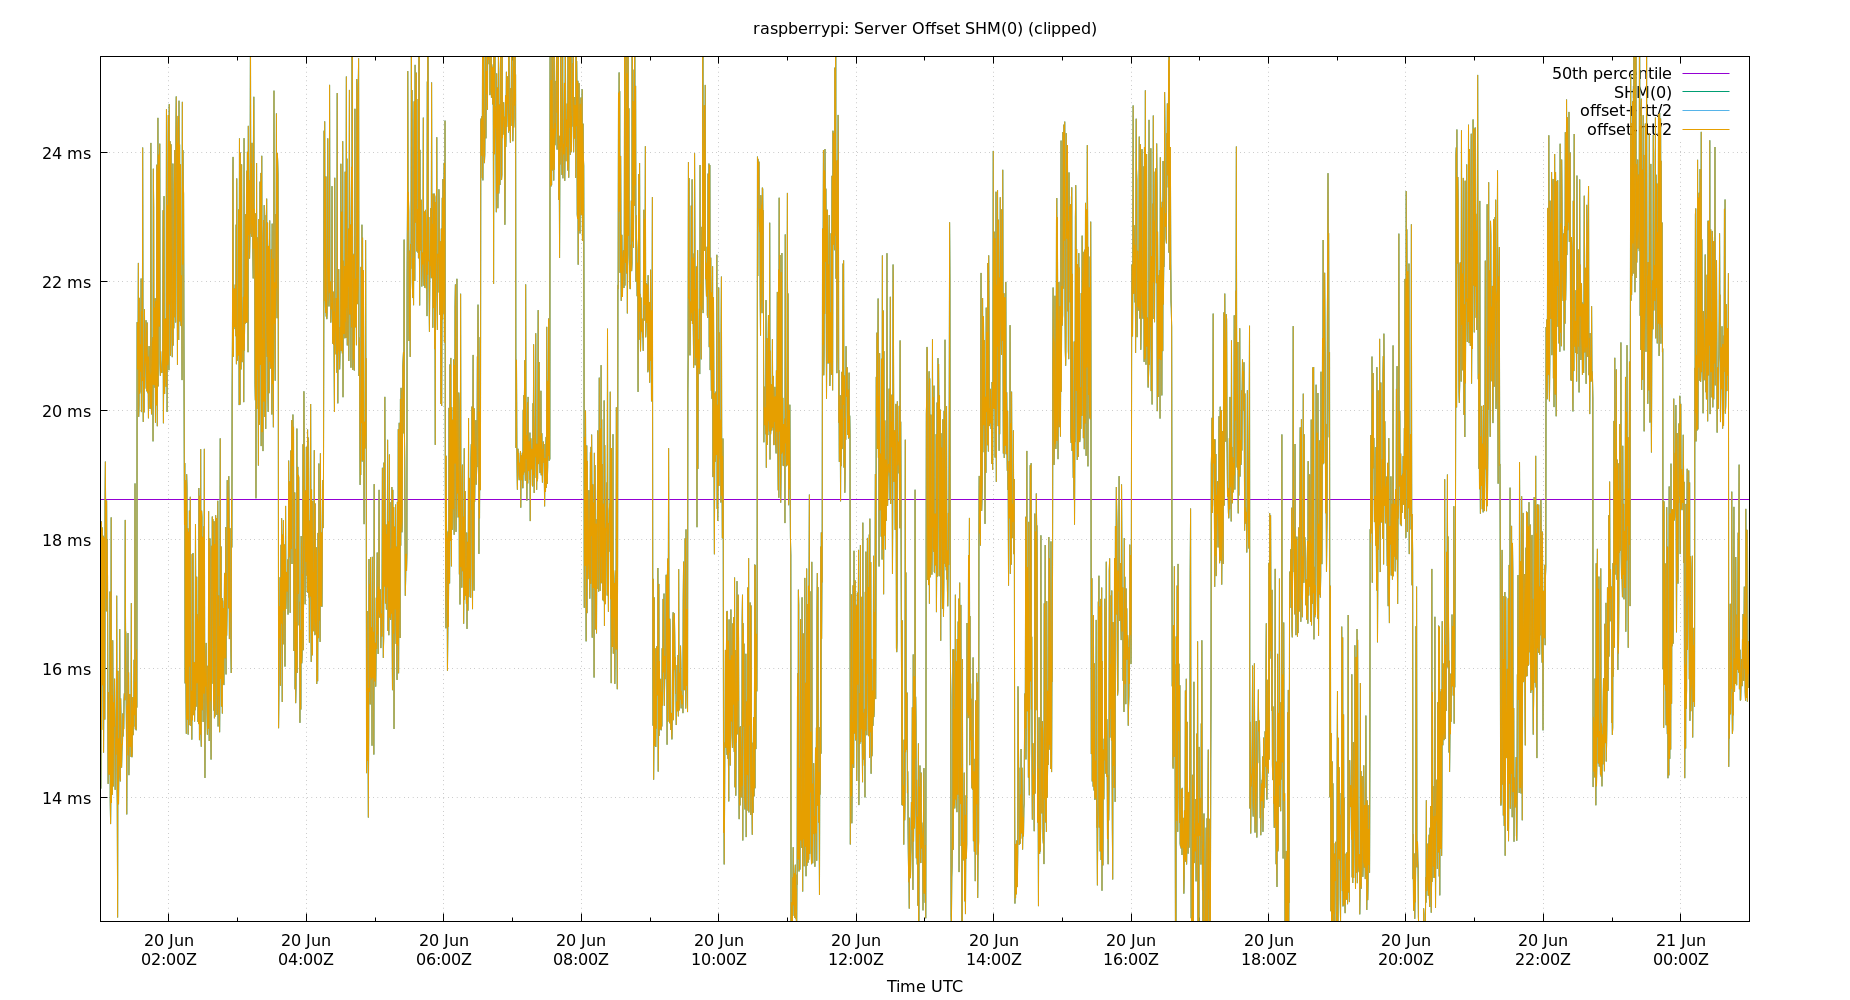 raspberrypi: Server Offset SHM(0) (clipped)
50th percentile
SHM(0)
offset+rtt/2
offset-rtt/2
24 ms
22 ms
20 ms
18 ms
16 ms
14 ms
20 Jun 20 Jun 20 Jun 20 Jun 20 Jun 20 Jun 20 Jun 20 Jun 20 Jun 20 Jun 20 Jun 21 Jun
02:00Z 04:00Z 06:00Z 08:00Z 10:00Z 12:00Z 14:00Z 16:00Z 18:00Z 20:00Z 22:00Z 00:00Z
Time UTC